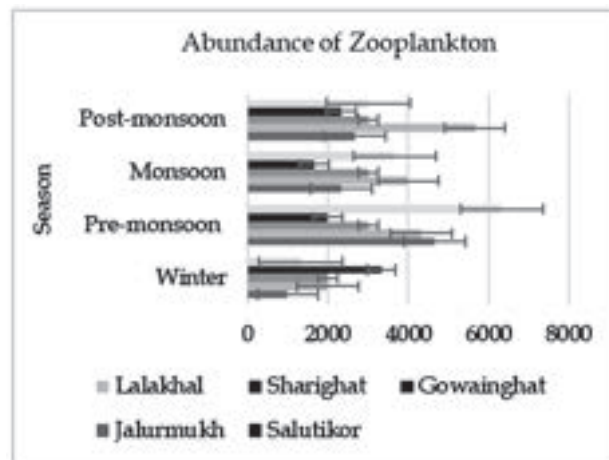 Abundance of Zooplankton
Season
Post-monsoon
Monsoon
Pre-monsoon
Winter
0 2000 4000 6000 8000
Lalakhal Sharighat Gowainghat
Jalurmukh Salutikor